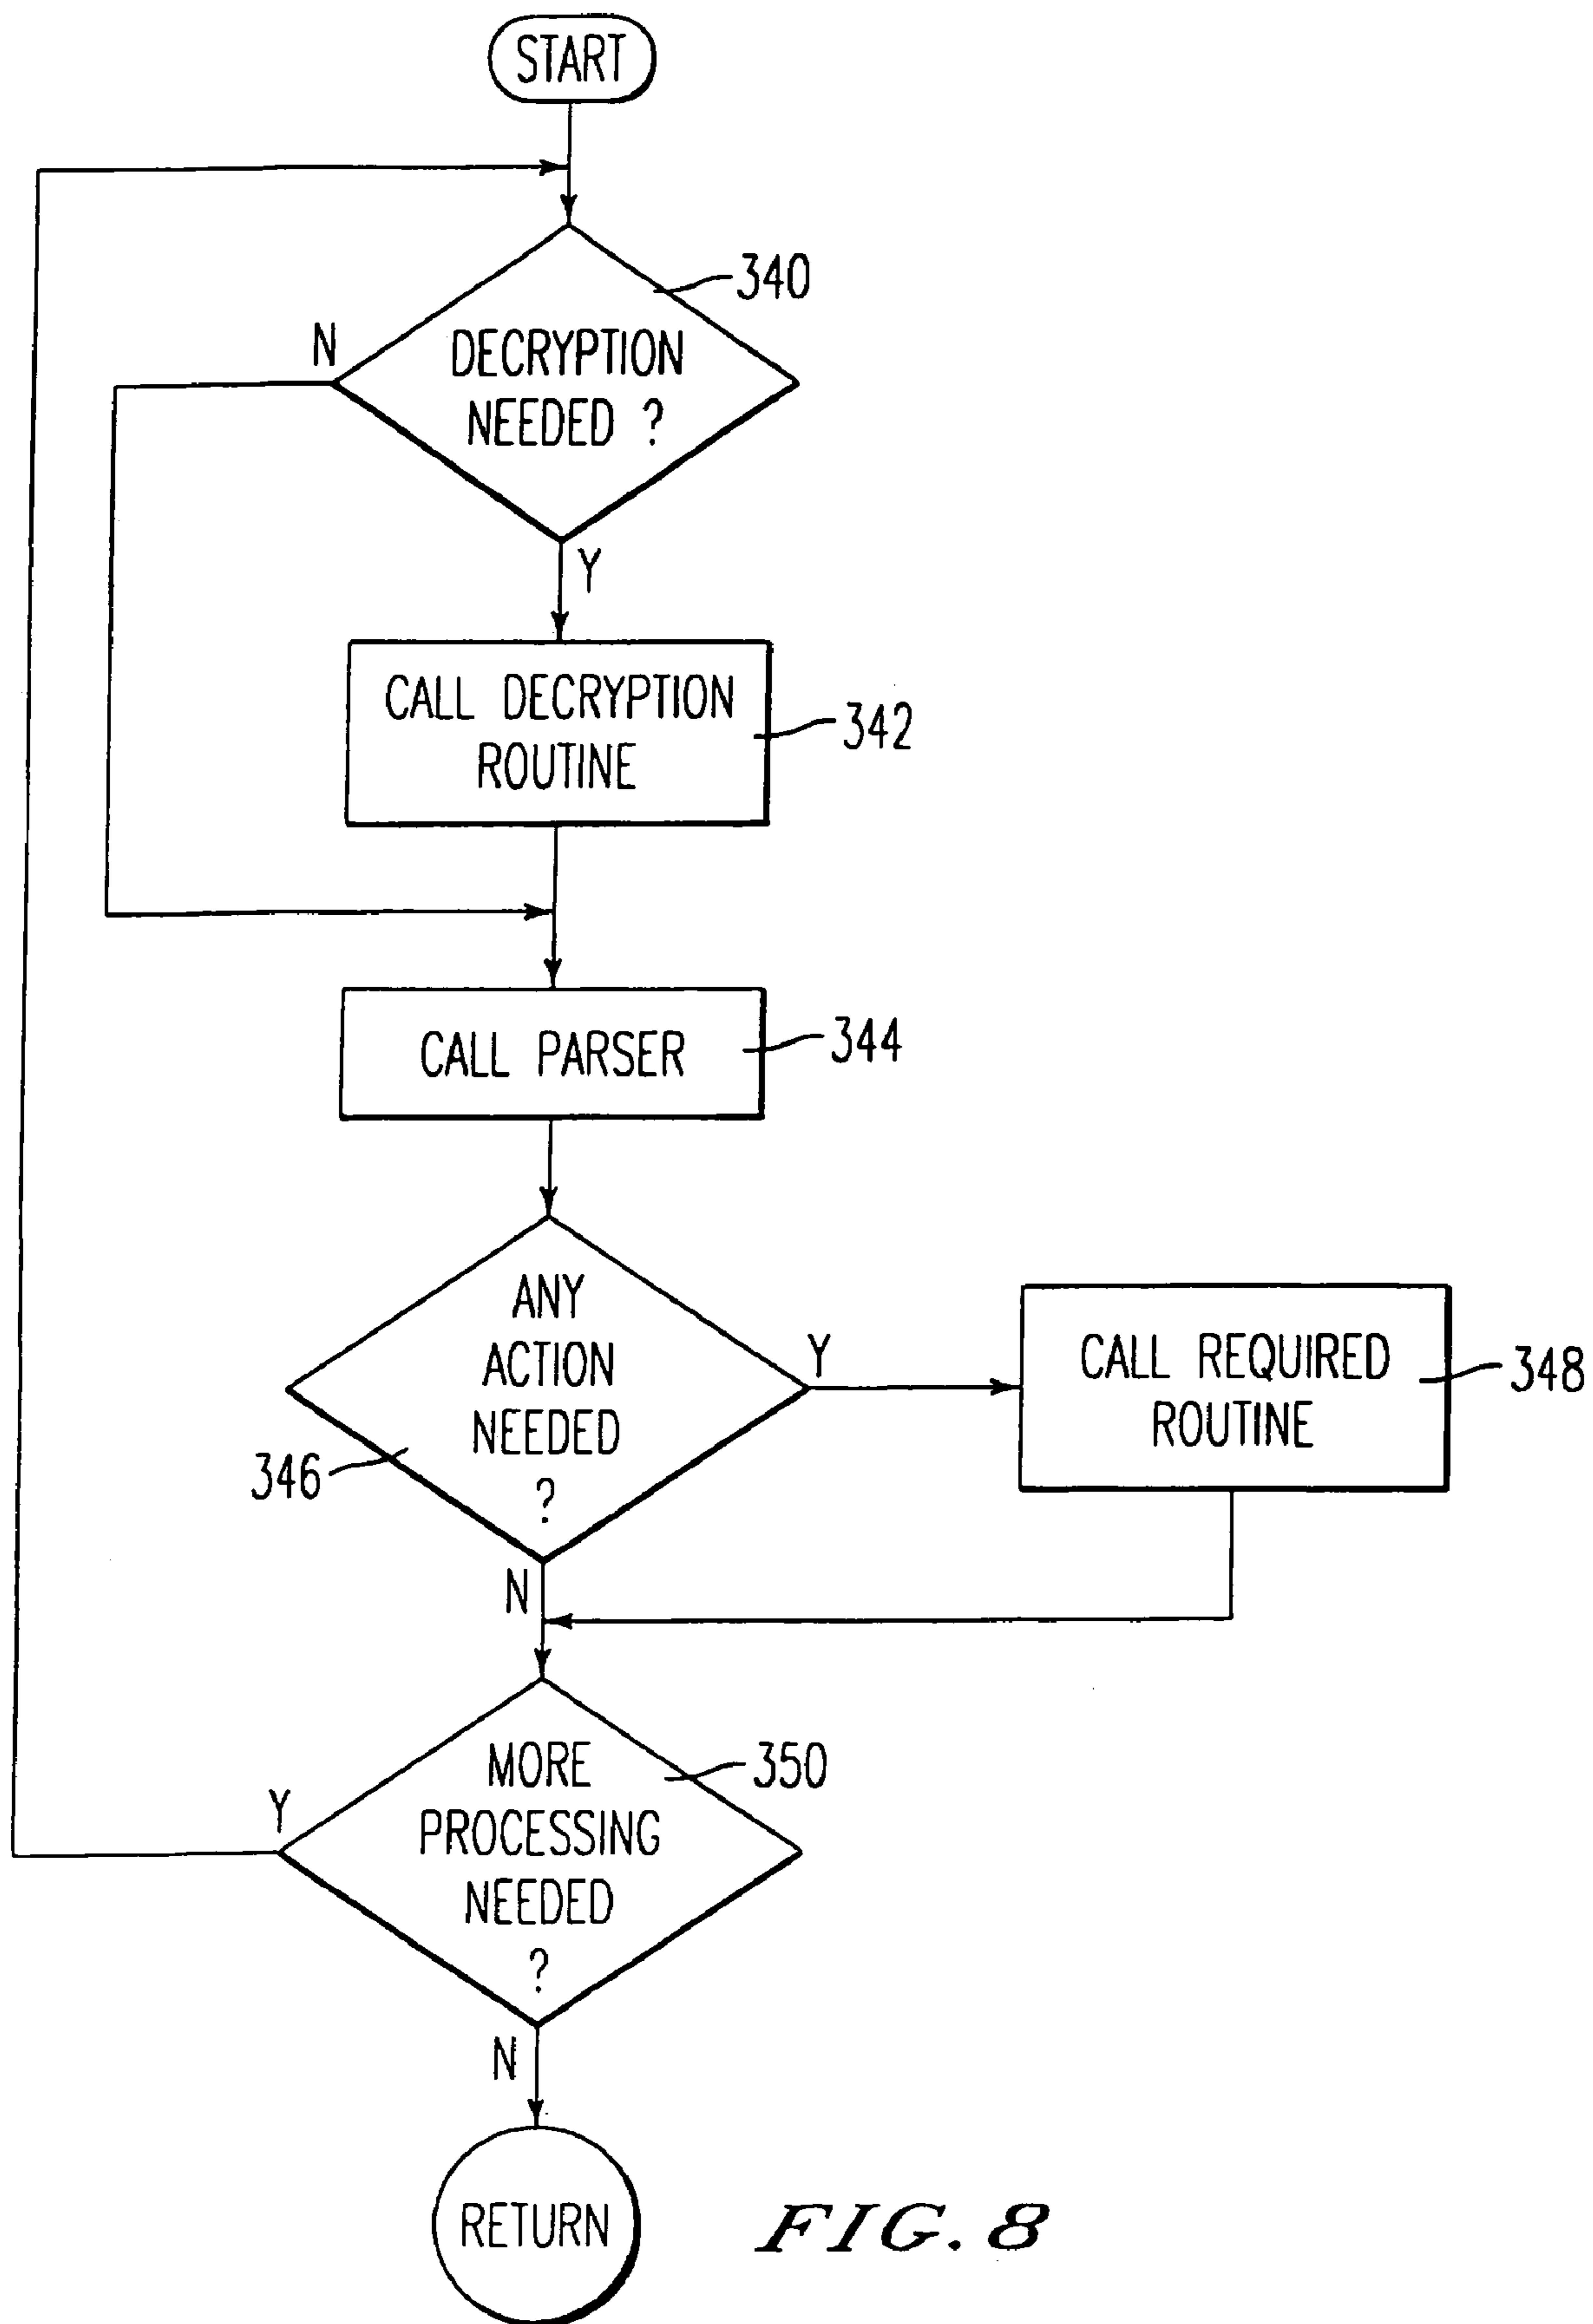 START
340
N
DECRYPTION
NEEDED ?
Y
CALL DECRYPTION
ROUTINE
342
CALL PARSER
344
ANY
ACTION
NEEDED
?
346
Y
CALL REQUIRED
ROUTINE
348
N
MORE
PROCESSING
NEEDED
?
350
Y
N
RETURN
FIG. 8